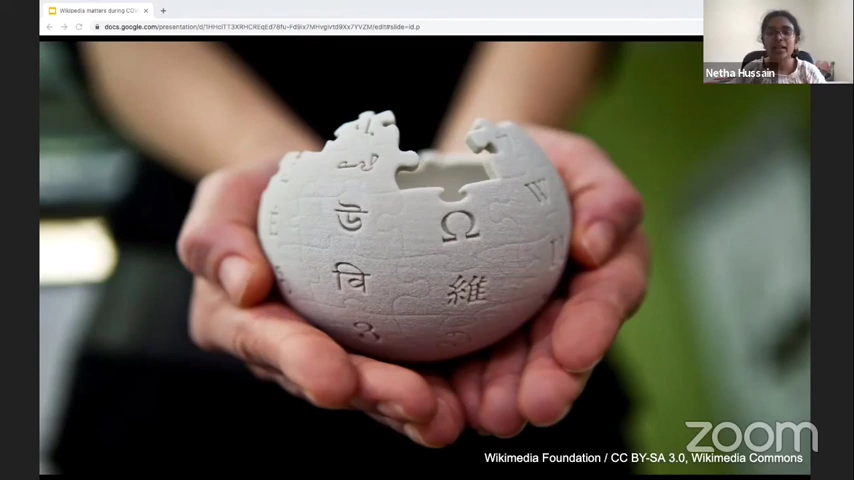 Wikipedia matters during CO
docs.google.com/presentation/d/1HHclTT3XRHCREqEd78fu-Fd9ix7MHvgivtd9Xx7YVZM/edit#slide=id.p
Netha Hussain
উ
Ω
W
वि
維
zoom
Wikimedia Foundation / CC BY-SA 3.0, Wikimedia Commons